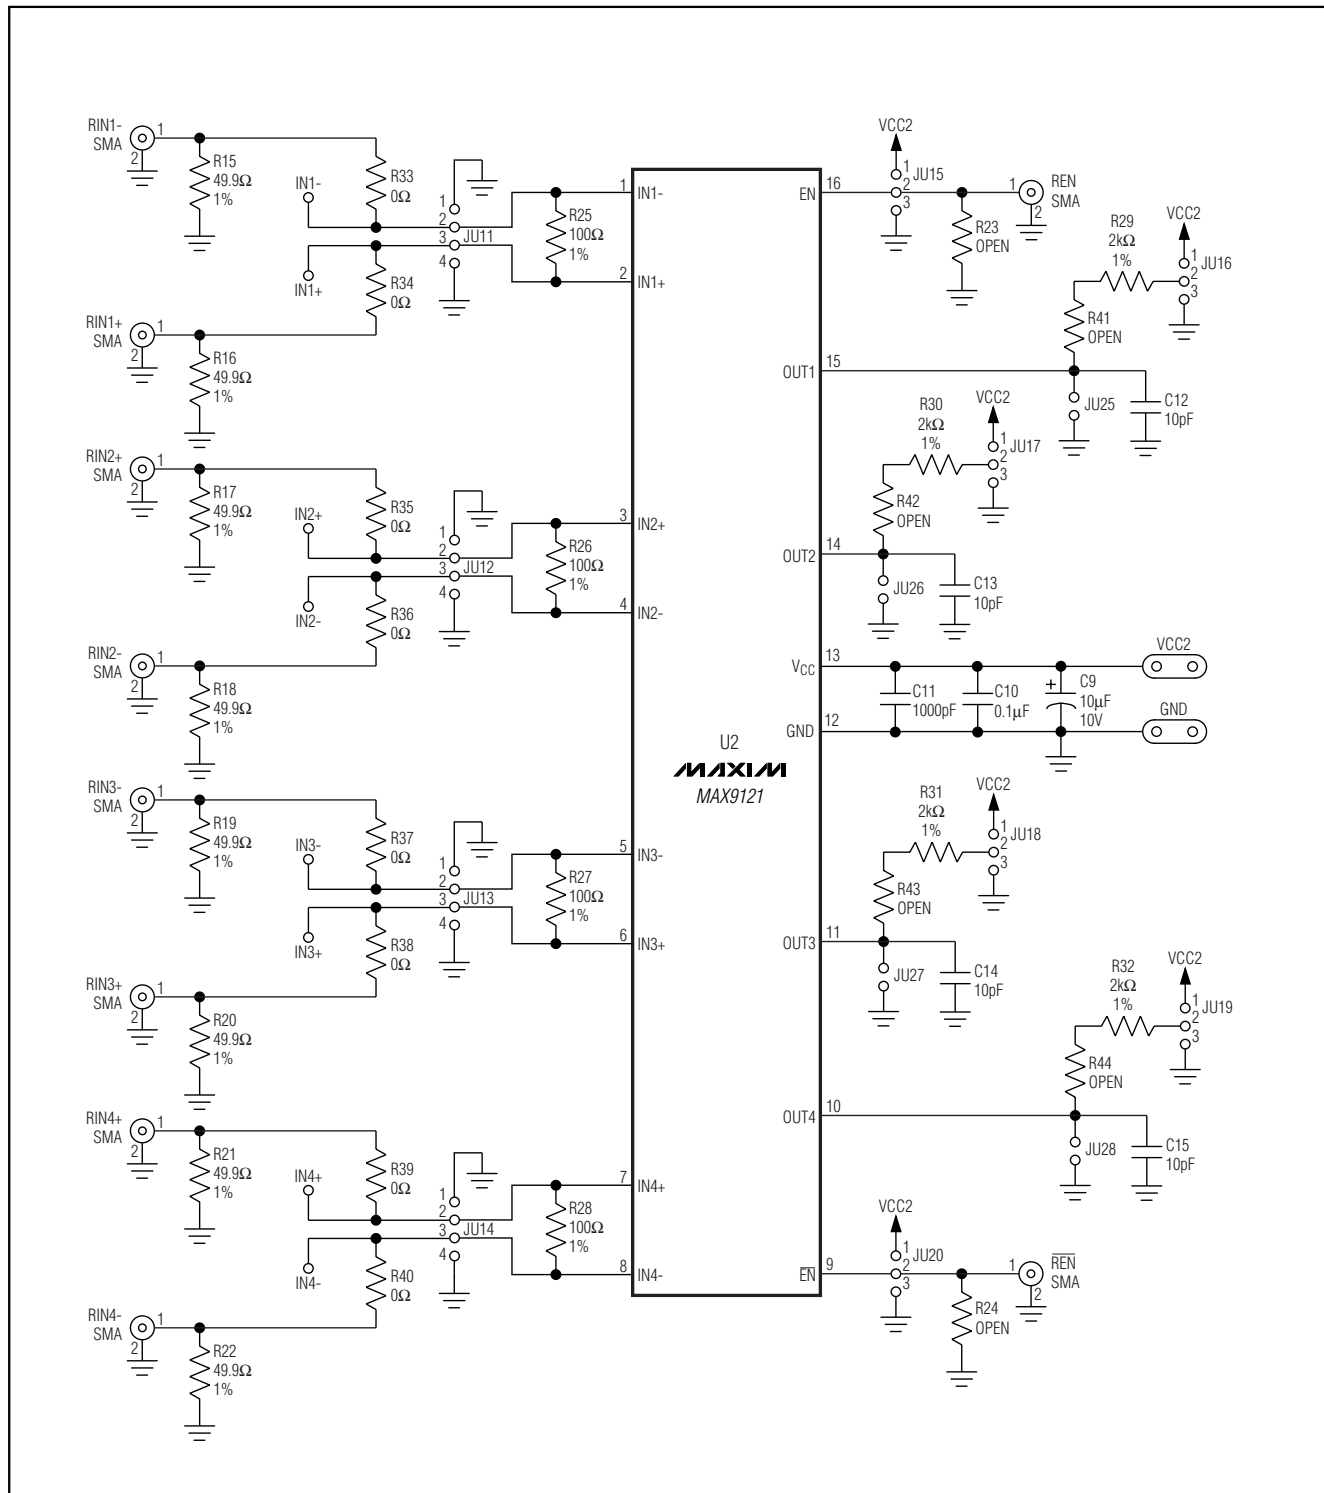 RIN1-
SMA
1
2
R15
49.9Ω
1%
IN1-
R33
0Ω
1
2
3
4
JU11
IN1+
R34
0Ω
R25
100Ω
1%
RIN1+
SMA
1
2
R16
49.9Ω
1%
RIN2+
SMA
1
2
R17
49.9Ω
1%
IN2+
R35
0Ω
1
2
3
4
JU12
IN2-
R36
0Ω
R26
100Ω
1%
RIN2-
SMA
1
2
R18
49.9Ω
1%
RIN3-
SMA
1
2
R19
49.9Ω
1%
IN3-
R37
0Ω
1
2
3
4
JU13
IN3+
R38
0Ω
R27
100Ω
1%
RIN3+
SMA
1
2
R20
49.9Ω
1%
RIN4+
SMA
1
2
R21
49.9Ω
1%
IN4+
R39
0Ω
1
2
3
4
JU14
IN4-
R40
0Ω
R28
100Ω
1%
RIN4-
SMA
1
2
R22
49.9Ω
1%
1
IN1-
2
IN1+
3
IN2+
4
IN2-
5
IN3-
6
IN3+
7
IN4+
8
IN4-
U2
MAXIM
MAX9121
EN
16
OUT1
15
OUT2
14
VCC
13
GND
12
OUT3
11
OUT4
10
EN
9
VCC2
1
JU15
2
3
R23
OPEN
1
2
REN
SMA
R29
2kΩ
1%
VCC2
1
JU16
2
3
R41
OPEN
JU25
C12
10pF
R30
2kΩ
1%
VCC2
1
JU17
2
3
R42
OPEN
JU26
C13
10pF
C11
1000pF
C10
0.1μF
+
C9
10μF
10V
VCC2
GND
R31
2kΩ
1%
VCC2
1
JU18
2
3
R43
OPEN
JU27
C14
10pF
R32
2kΩ
1%
VCC2
1
JU19
2
3
R44
OPEN
JU28
C15
10pF
VCC2
1
JU20
2
3
R24
OPEN
1
2
REN
SMA